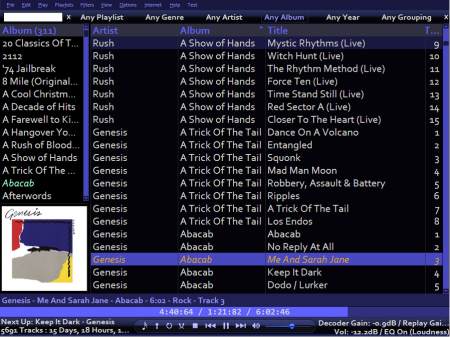 File Edit Play Playlists Filters View Options Internet Help Test
x Any Playlist Any Genre Any Artist Any Album Any Year Any Grouping x
Album (311) Artist Album Title T...
20 Classics Of T... Rush A Show of Hands Mystic Rhythms (Live) 9
2112 Rush A Show of Hands Witch Hunt (Live) 10
'74 Jailbreak Rush A Show of Hands The Rhythm Method (Live) 11
8 Mile (Original... Rush A Show of Hands Force Ten (Live) 12
A Cool Christm... Rush A Show of Hands Time Stand Still (Live) 13
A Decade of Hits Rush A Show of Hands Red Sector A (Live) 14
A Farewell to Ki... Rush A Show of Hands Closer To The Heart (Live) 15
A Hangover Yo... Genesis A Trick Of The Tail Dance On A Volcano 1
A Rush of Blood... Genesis A Trick Of The Tail Entangled 2
A Show of Hands Genesis A Trick Of The Tail Squonk 3
A Trick Of The ... Genesis A Trick Of The Tail Mad Man Moon 4
Abacab Genesis A Trick Of The Tail Robbery, Assault & Battery 5
Afterwords Genesis A Trick Of The Tail Ripples 6
Genesis A Trick Of The Tail A Trick Of The Tail 7
Genesis A Trick Of The Tail Los Endos 8
Genesis Abacab Abacab 1
Genesis Abacab No Reply At All 2
Genesis Abacab Me And Sarah Jane 3
Genesis Abacab Keep It Dark 4
Genesis Abacab Dodo / Lurker 5
Genesis
Genesis - Me And Sarah Jane - Abacab - 6:02 - Rock - Track 3
4:40:64 / 1:21:82 / 6:02:46
Next Up: Keep It Dark - Genesis Decoder Gain: -0.9dB / Replay Gai...
5691 Tracks : 15 Days, 18 Hours, 1... Vol: -12.2dB / EQ On (Loudness)